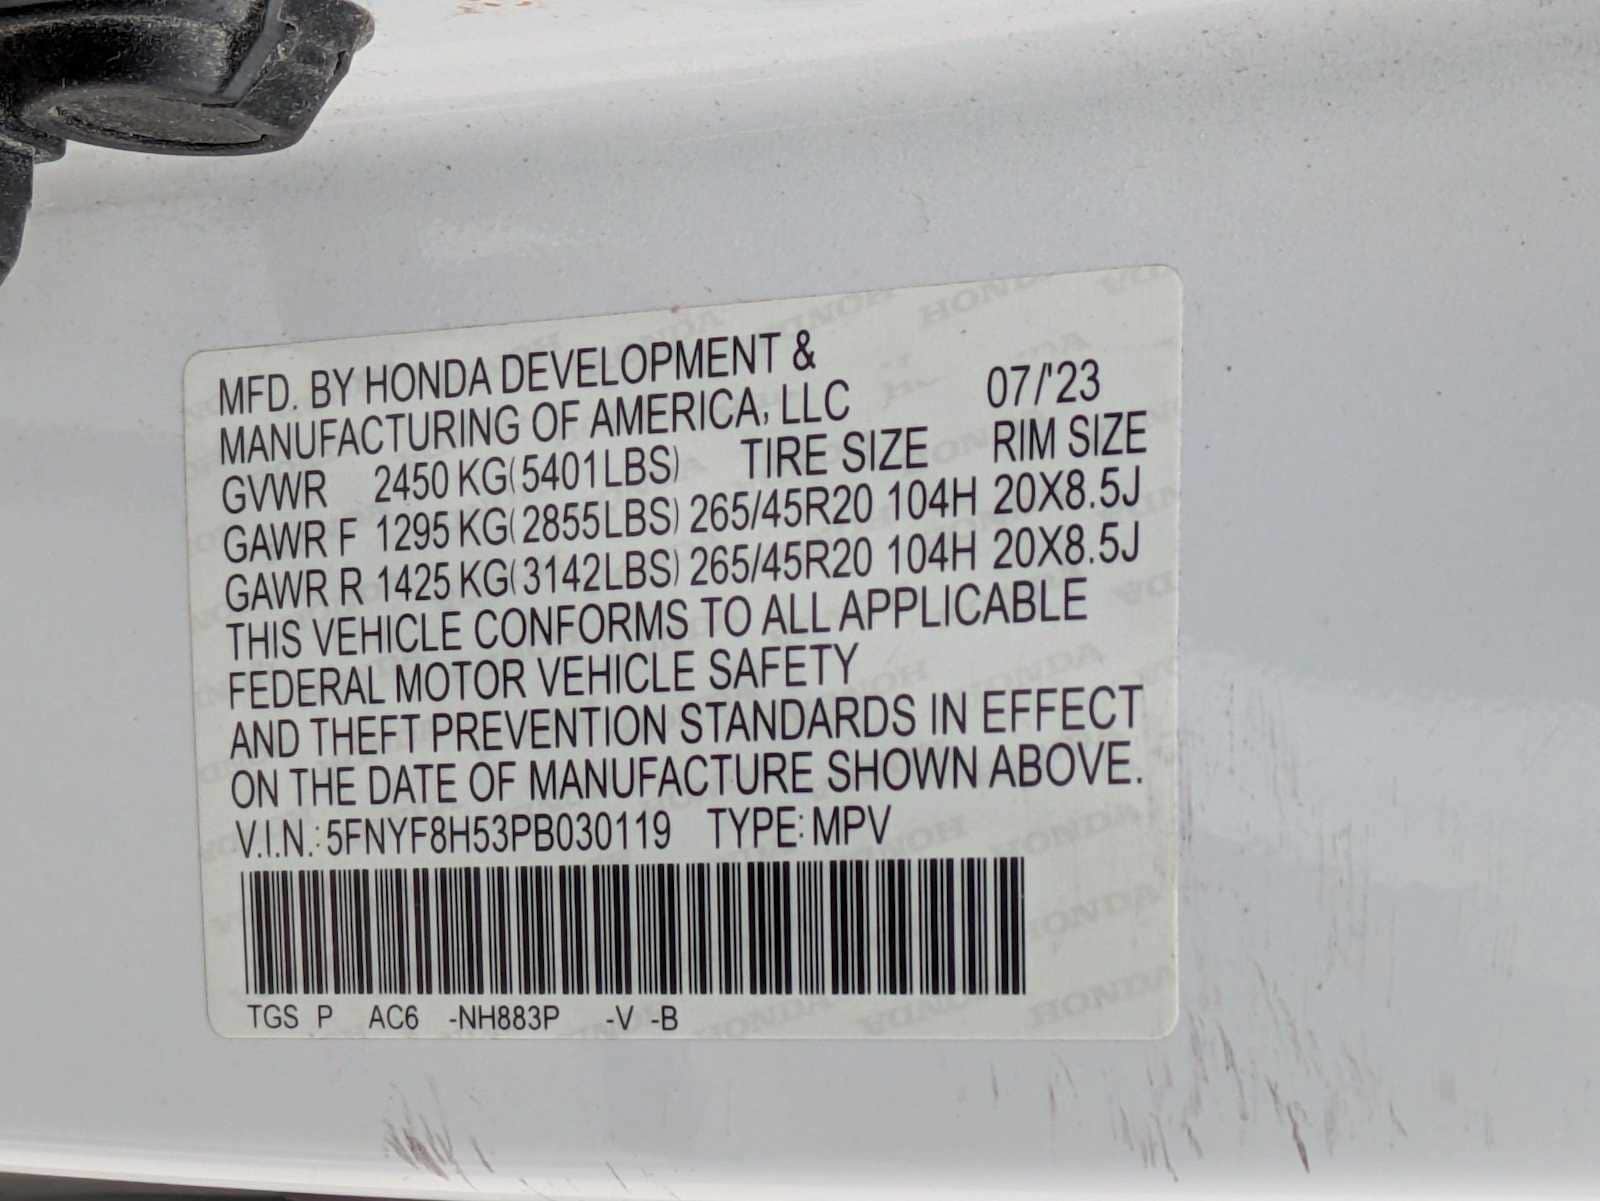 MFD. BY HONDA DEVELOPMENT &
MANUFACTURING OF AMERICA, LLC 07/'23
GVWR 2450 KG(5401LBS) TIRE SIZE RIM SIZE
GAWR F 1295 KG(2855LBS) 265/45R20 104H 20X8.5J
GAWR R 1425 KG(3142LBS) 265/45R20 104H 20X8.5J
THIS VEHICLE CONFORMS TO ALL APPLICABLE
FEDERAL MOTOR VEHICLE SAFETY
AND THEFT PREVENTION STANDARDS IN EFFECT
ON THE DATE OF MANUFACTURE SHOWN ABOVE.
V.I.N.: 5FNYF8H53PB030119 TYPE: MPV
TGS P AC6 -NH883P -V -B